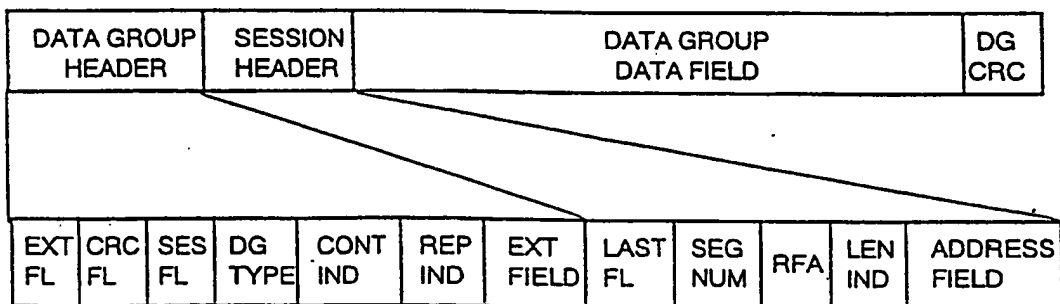 DATA GROUP SESSION DATA GROUP DG
HEADER HEADER DATA FIELD CRC
EXT CRC SES DG CONT REP EXT LAST SEG RFA LEN ADDRESS
FL FL FL TYPE IND IND FIELD FL NUM IND FIELD